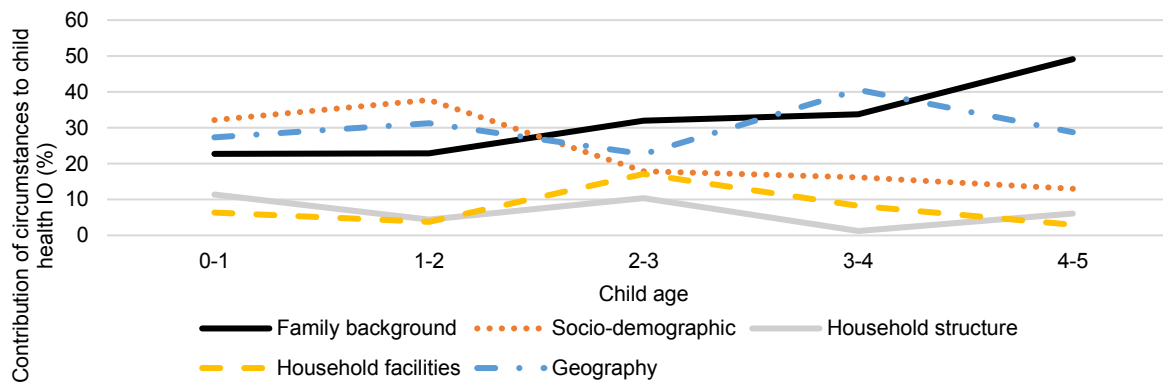 Contribution of circumstances to child
health IO (%)
60
50
40
30
20
10
0
0-1 1-2 2-3 3-4 4-5
Child age
Family background Socio-demographic Household structure
Household facilities Geography